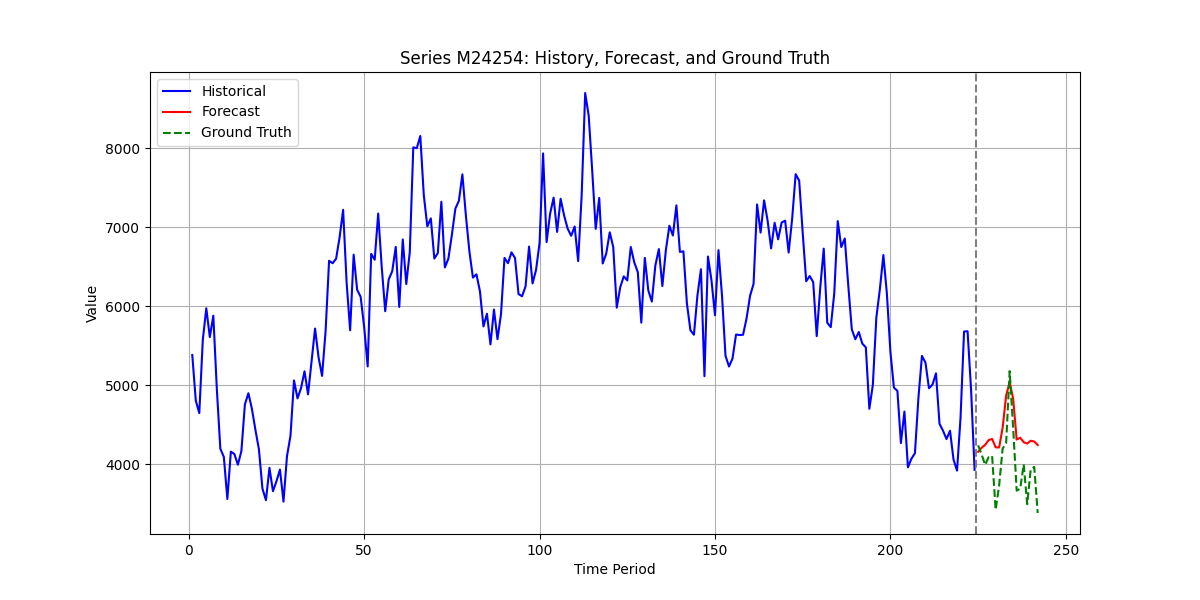 Series M24254: History, Forecast, and Ground Truth
Historical
Forecast
Ground Truth
8000
7000
6000
5000
4000
Value
0
50
100
150
200
250
Time Period